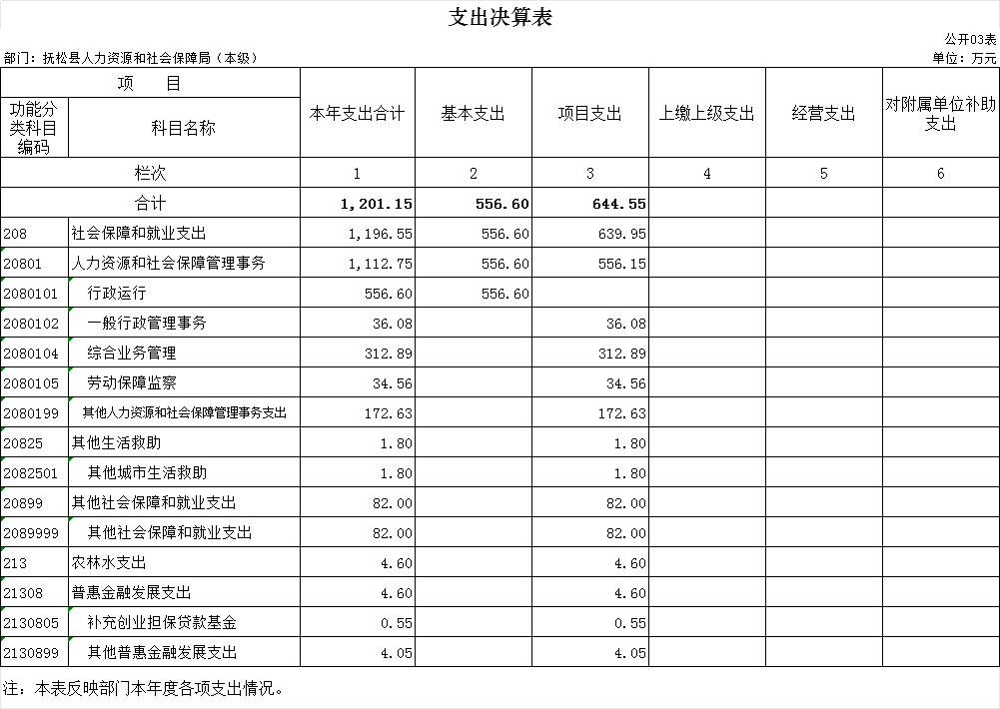 支出决算表
公开03表
部门：抚松县人力资源和社会保障局（本级）
单位：万元
项　　目
本年支出合计
基本支出
项目支出
上缴上级支出
经营支出
对附属单位补助
支出
功能分
类科目
编码
科目名称
栏次 1 2 3 4 5 6
合计 1,201.15 556.60 644.55
208 社会保障和就业支出 1,196.55 556.60 639.95
20801 人力资源和社会保障管理事务 1,112.75 556.60 556.15
2080101 行政运行 556.60 556.60
2080102 一般行政管理事务 36.08 36.08
2080104 综合业务管理 312.89 312.89
2080105 劳动保障监察 34.56 34.56
2080199 其他人力资源和社会保障管理事务支出 172.63 172.63
20825 其他生活救助 1.80 1.80
2082501 其他城市生活救助 1.80 1.80
20899 其他社会保障和就业支出 82.00 82.00
2089999 其他社会保障和就业支出 82.00 82.00
213 农林水支出 4.60 4.60
21308 普惠金融发展支出 4.60 4.60
2130805 补充创业担保贷款基金 0.55 0.55
2130899 其他普惠金融发展支出 4.05 4.05
注：本表反映部门本年度各项支出情况。